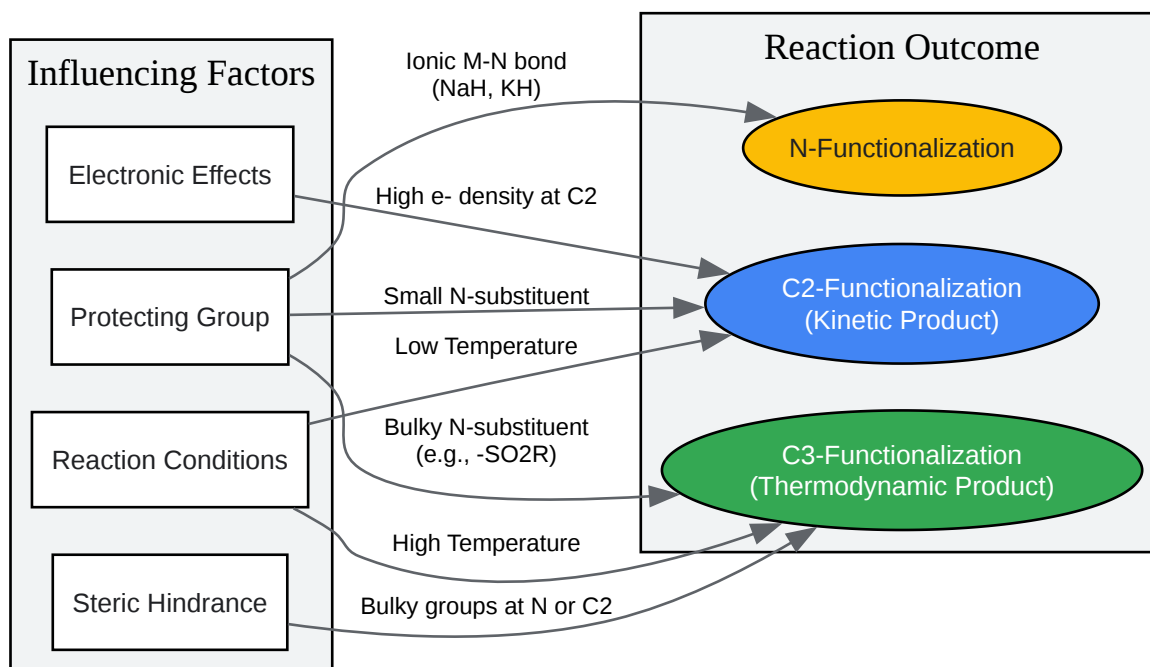 Influencing Factors
Electronic Effects
Protecting Group
Reaction Conditions
Steric Hindrance
Ionic M-N bond
(NaH, KH)
High e- density at C2
Small N-substituent
Low Temperature
Bulky N-substituent
(e.g., -SO2R)
High Temperature
Bulky groups at N or C2
Reaction Outcome
N-Functionalization
C2-Functionalization
(Kinetic Product)
C3-Functionalization
(Thermodynamic Product)